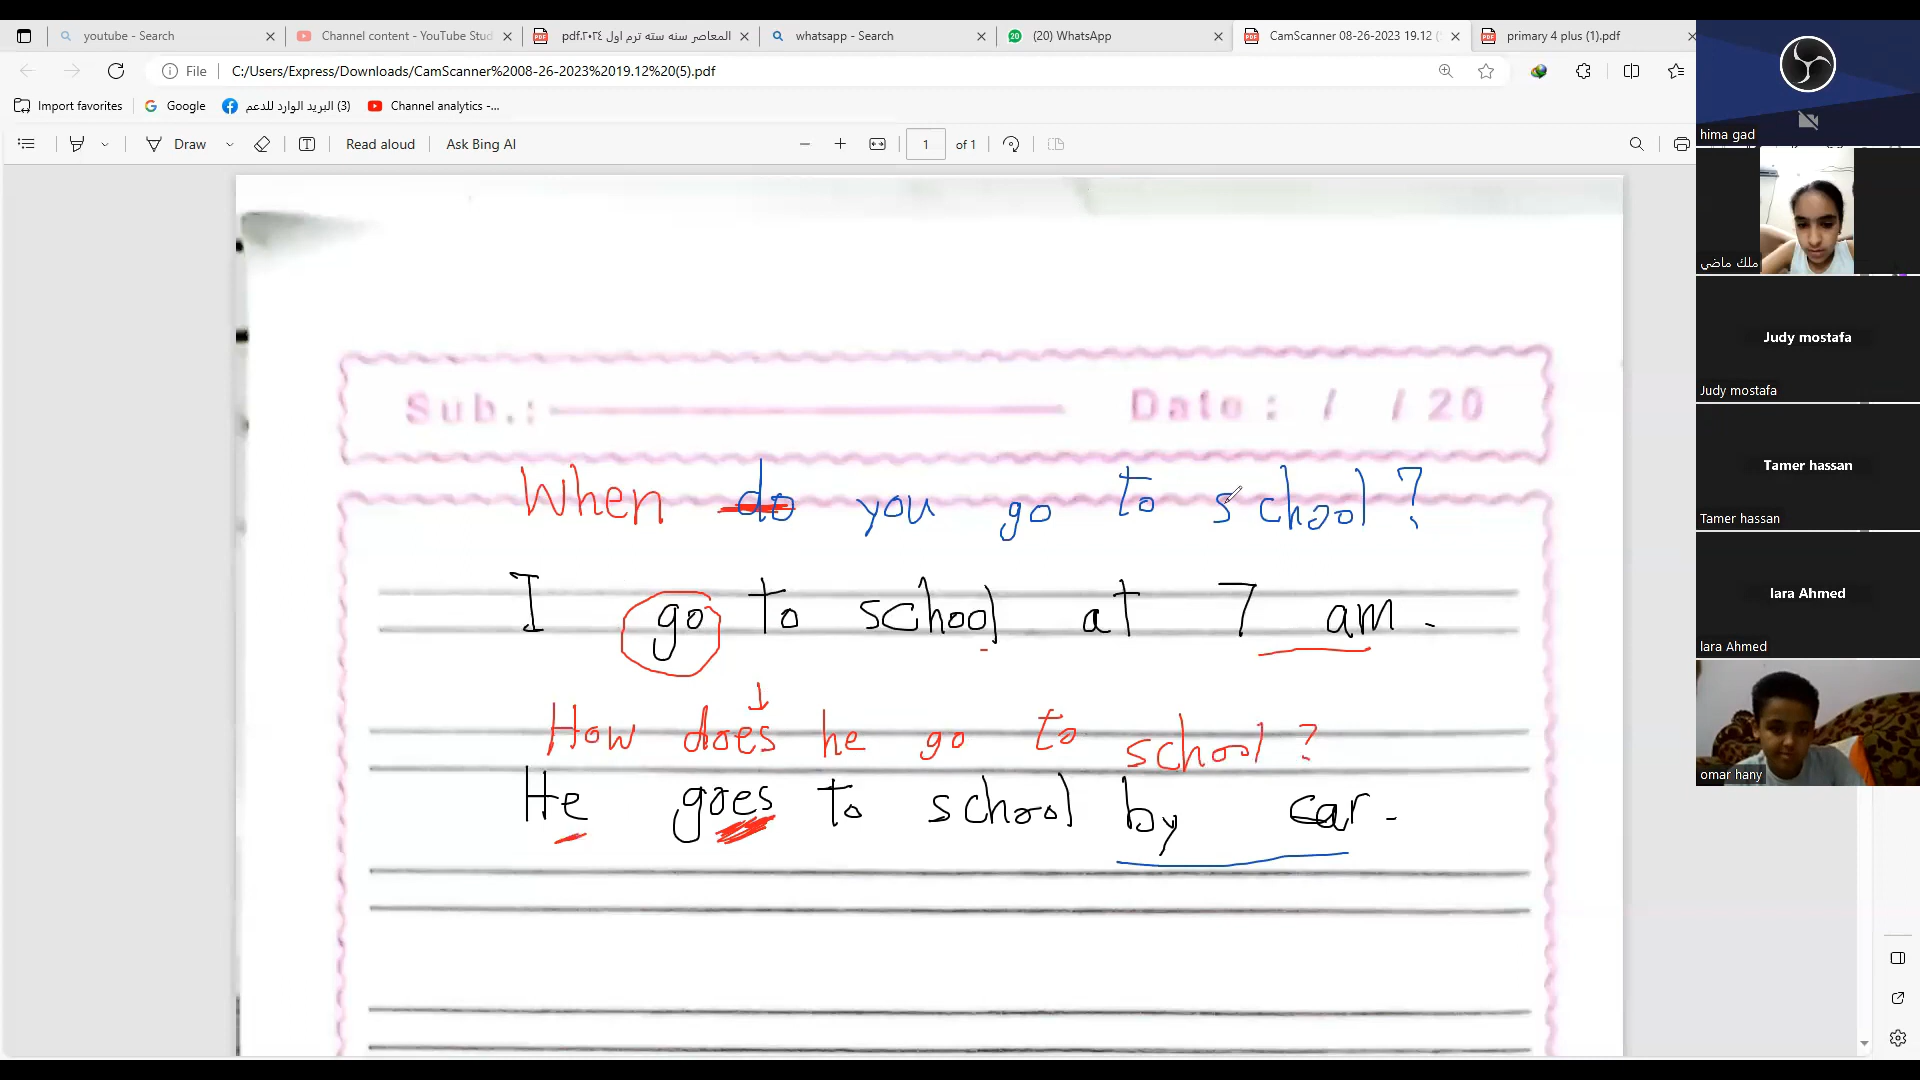 youtube - Search
Channel content - YouTube Stud
المعاصر سنه سته ترم اول ٢٠٢٤.pdf
whatsapp - Search
(20) WhatsApp
CamScanner 08-26-2023 19.12 (
primary 4 plus (1).pdf
File
C:/Users/Express/Downloads/CamScanner%2008-26-2023%2019.12%20(5).pdf
Import favorites
Google
(3) البريد الوارد للدعم
Channel analytics -...
Draw
Read aloud
Ask Bing AI
1 of 1
Sub.:
Date : / / 20
When do you go to school?
I go to school at 7 am.
How does he go to school?
He goes to school by car.
hima gad
ملك ماضي
Judy mostafa
Judy mostafa
Tamer hassan
Tamer hassan
lara Ahmed
lara Ahmed
omar hany